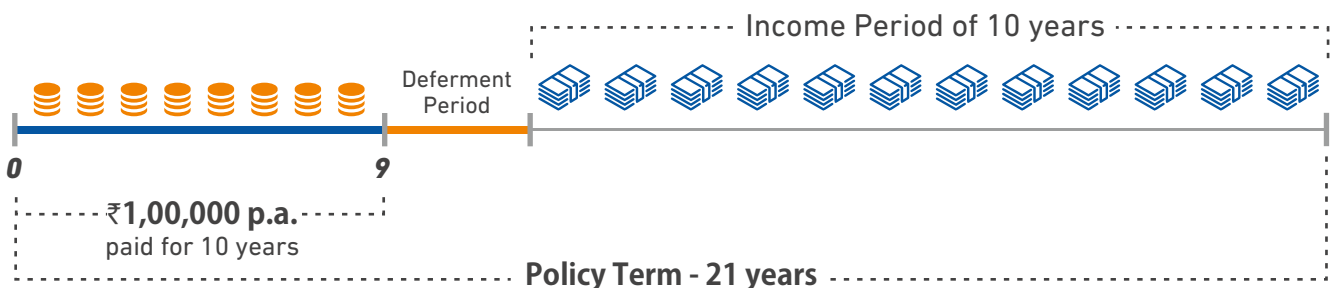 Income Period of 10 years
Deferment
Period
0
9
₹1,00,000 p.a.
paid for 10 years
Policy Term - 21 years